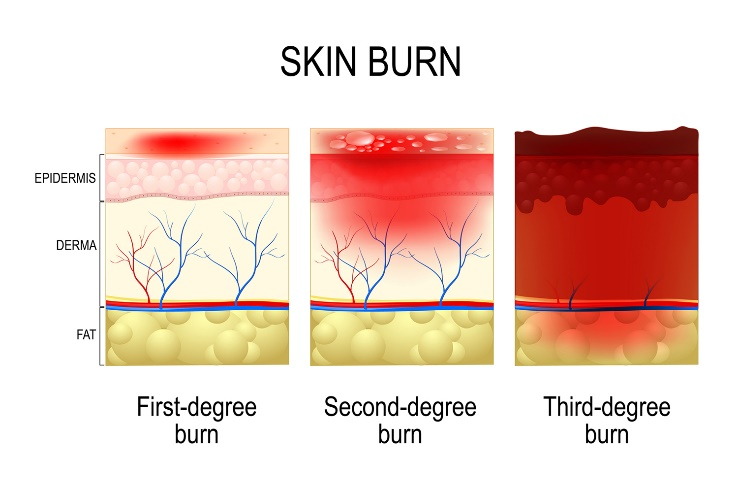 SKIN BURN
EPIDERMIS
DERMA
FAT
First-degree
burn
Second-degree
burn
Third-degree
burn